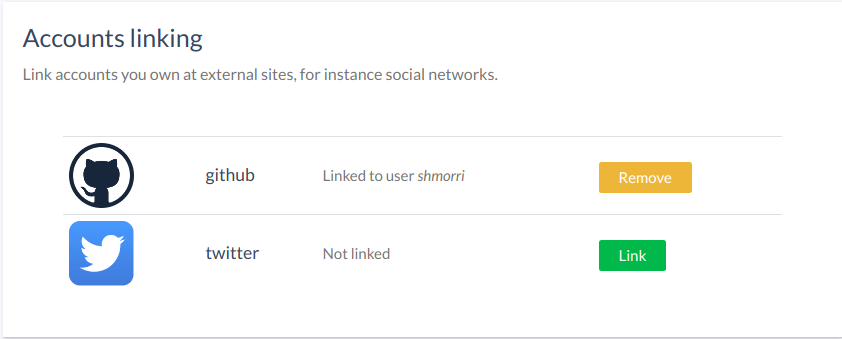 Accounts linking
Link accounts you own at external sites, for instance social networks.
github Linked to user shmorri Remove
twitter Not linked Link